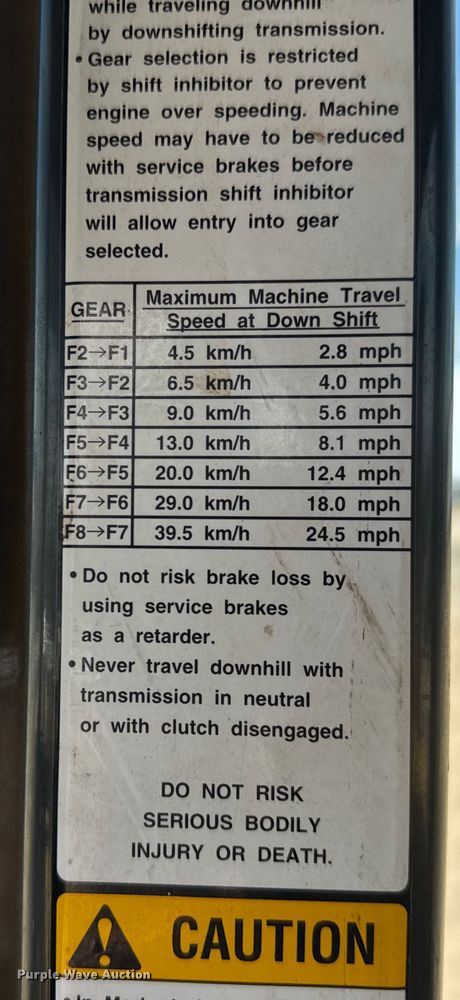 while traveling downhill
by downshifting transmission.
• Gear selection is restricted
by shift inhibitor to prevent
engine over speeding. Machine
speed may have to be reduced
with service brakes before
transmission shift inhibitor
will allow entry into gear
selected.
GEAR Maximum Machine Travel
Speed at Down Shift
F2→F1 4.5 km/h 2.8 mph
F3→F2 6.5 km/h 4.0 mph
F4→F3 9.0 km/h 5.6 mph
F5→F4 13.0 km/h 8.1 mph
F6→F5 20.0 km/h 12.4 mph
F7→F6 29.0 km/h 18.0 mph
F8→F7 39.5 km/h 24.5 mph
• Do not risk brake loss by
using service brakes
as a retarder.
• Never travel downhill with
transmission in neutral
or with clutch disengaged.
DO NOT RISK
SERIOUS BODILY
INJURY OR DEATH.
CAUTION
Purple Wave Auction